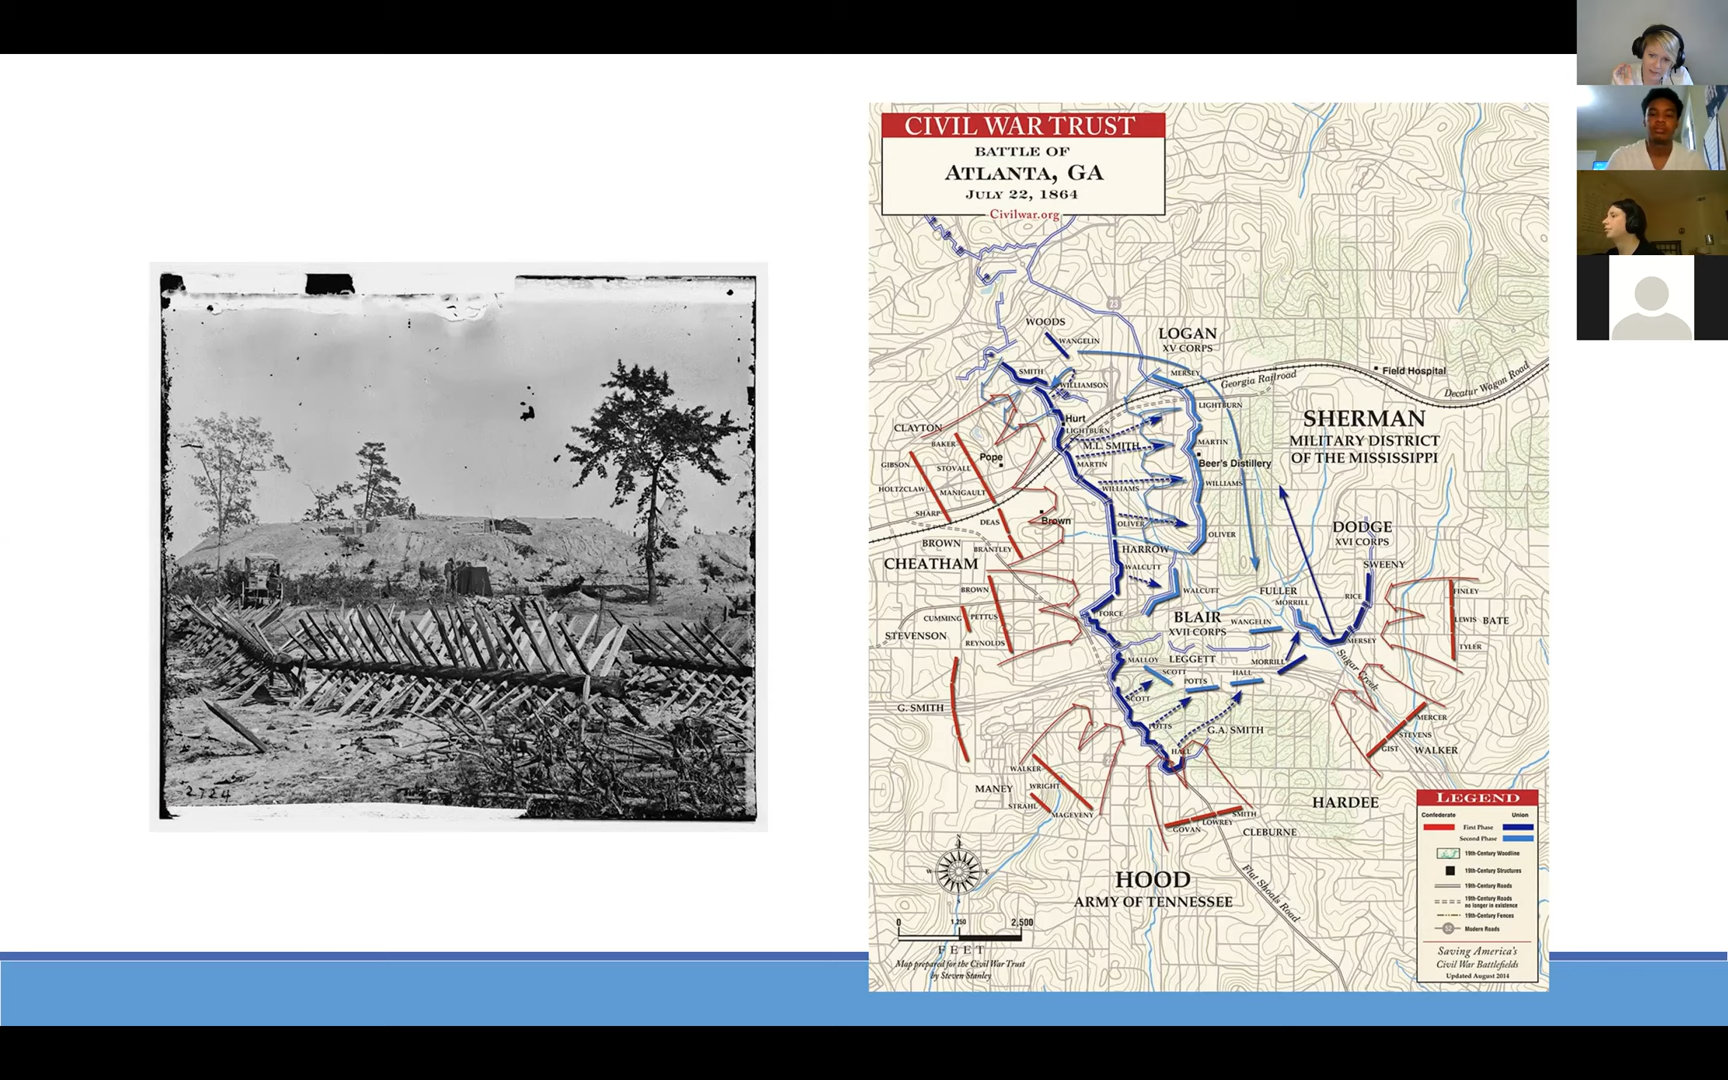 CIVIL WAR TRUST
BATTLE OF
ATLANTA, GA
JULY 22, 1864
Civilwar.org
23
WOODS
WANGELIN
LOGAN
XV CORPS
SMITH
WILLIAMSON
MERSEY
Georgia Railroad
Field Hospital
Decatur Wagon Road
LIGHTBURN
Hurt
LIGHTBURN
CLAYTON
BAKER
M.L. SMITH
MARTIN
SHERMAN
MILITARY DISTRICT
OF THE MISSISSIPPI
GIBSON
STOVALL
Pope
MARTIN
Beer's Distillery
HOLTZCLAW
MANIGAULT
WILLIAMS
WILLIAMS
SHARP
DEAS
Brown
OLIVER
OLIVER
DODGE
XVI CORPS
BROWN
BRANTLEY
HARROW
CHEATHAM
WALCUTT
SWEENY
BROWN
WALCUTT
FULLER
MORRILL
RICE
FINLEY
CUMMING
PETTUS
FORCE
BLAIR
XVII CORPS
WANGELIN
LEWIS
BATE
STEVENSON
REYNOLDS
MERSEY
TYLER
MALLOY
LEGGETT
MORRILL
Sugar Creek
SCOTT
POTTS
HALL
SCOTT
G. SMITH
POTTS
G.A. SMITH
MERCER
STEVENS
HALL
GIST
WALKER
WALKER
MANEY
WRIGHT
STRAHL
MAGEVENY
HARDEE
SMITH
LOWREY
GOVAN
CLEBURNE
HOOD
ARMY OF TENNESSEE
Flat Shoals Road
N
W
E
S
0
1,250
2,500
FEET
Map prepared for the Civil War Trust
by Steven Stanley
LEGEND
Confederate
Union
First Phase
Second Phase
19th-Century Woodline
19th-Century Structures
19th-Century Roads
19th-Century Roads
no longer in existence
19th-Century Fences
Modern Roads
Saving America's
Civil War Battlefields
Updated August 2014
2724